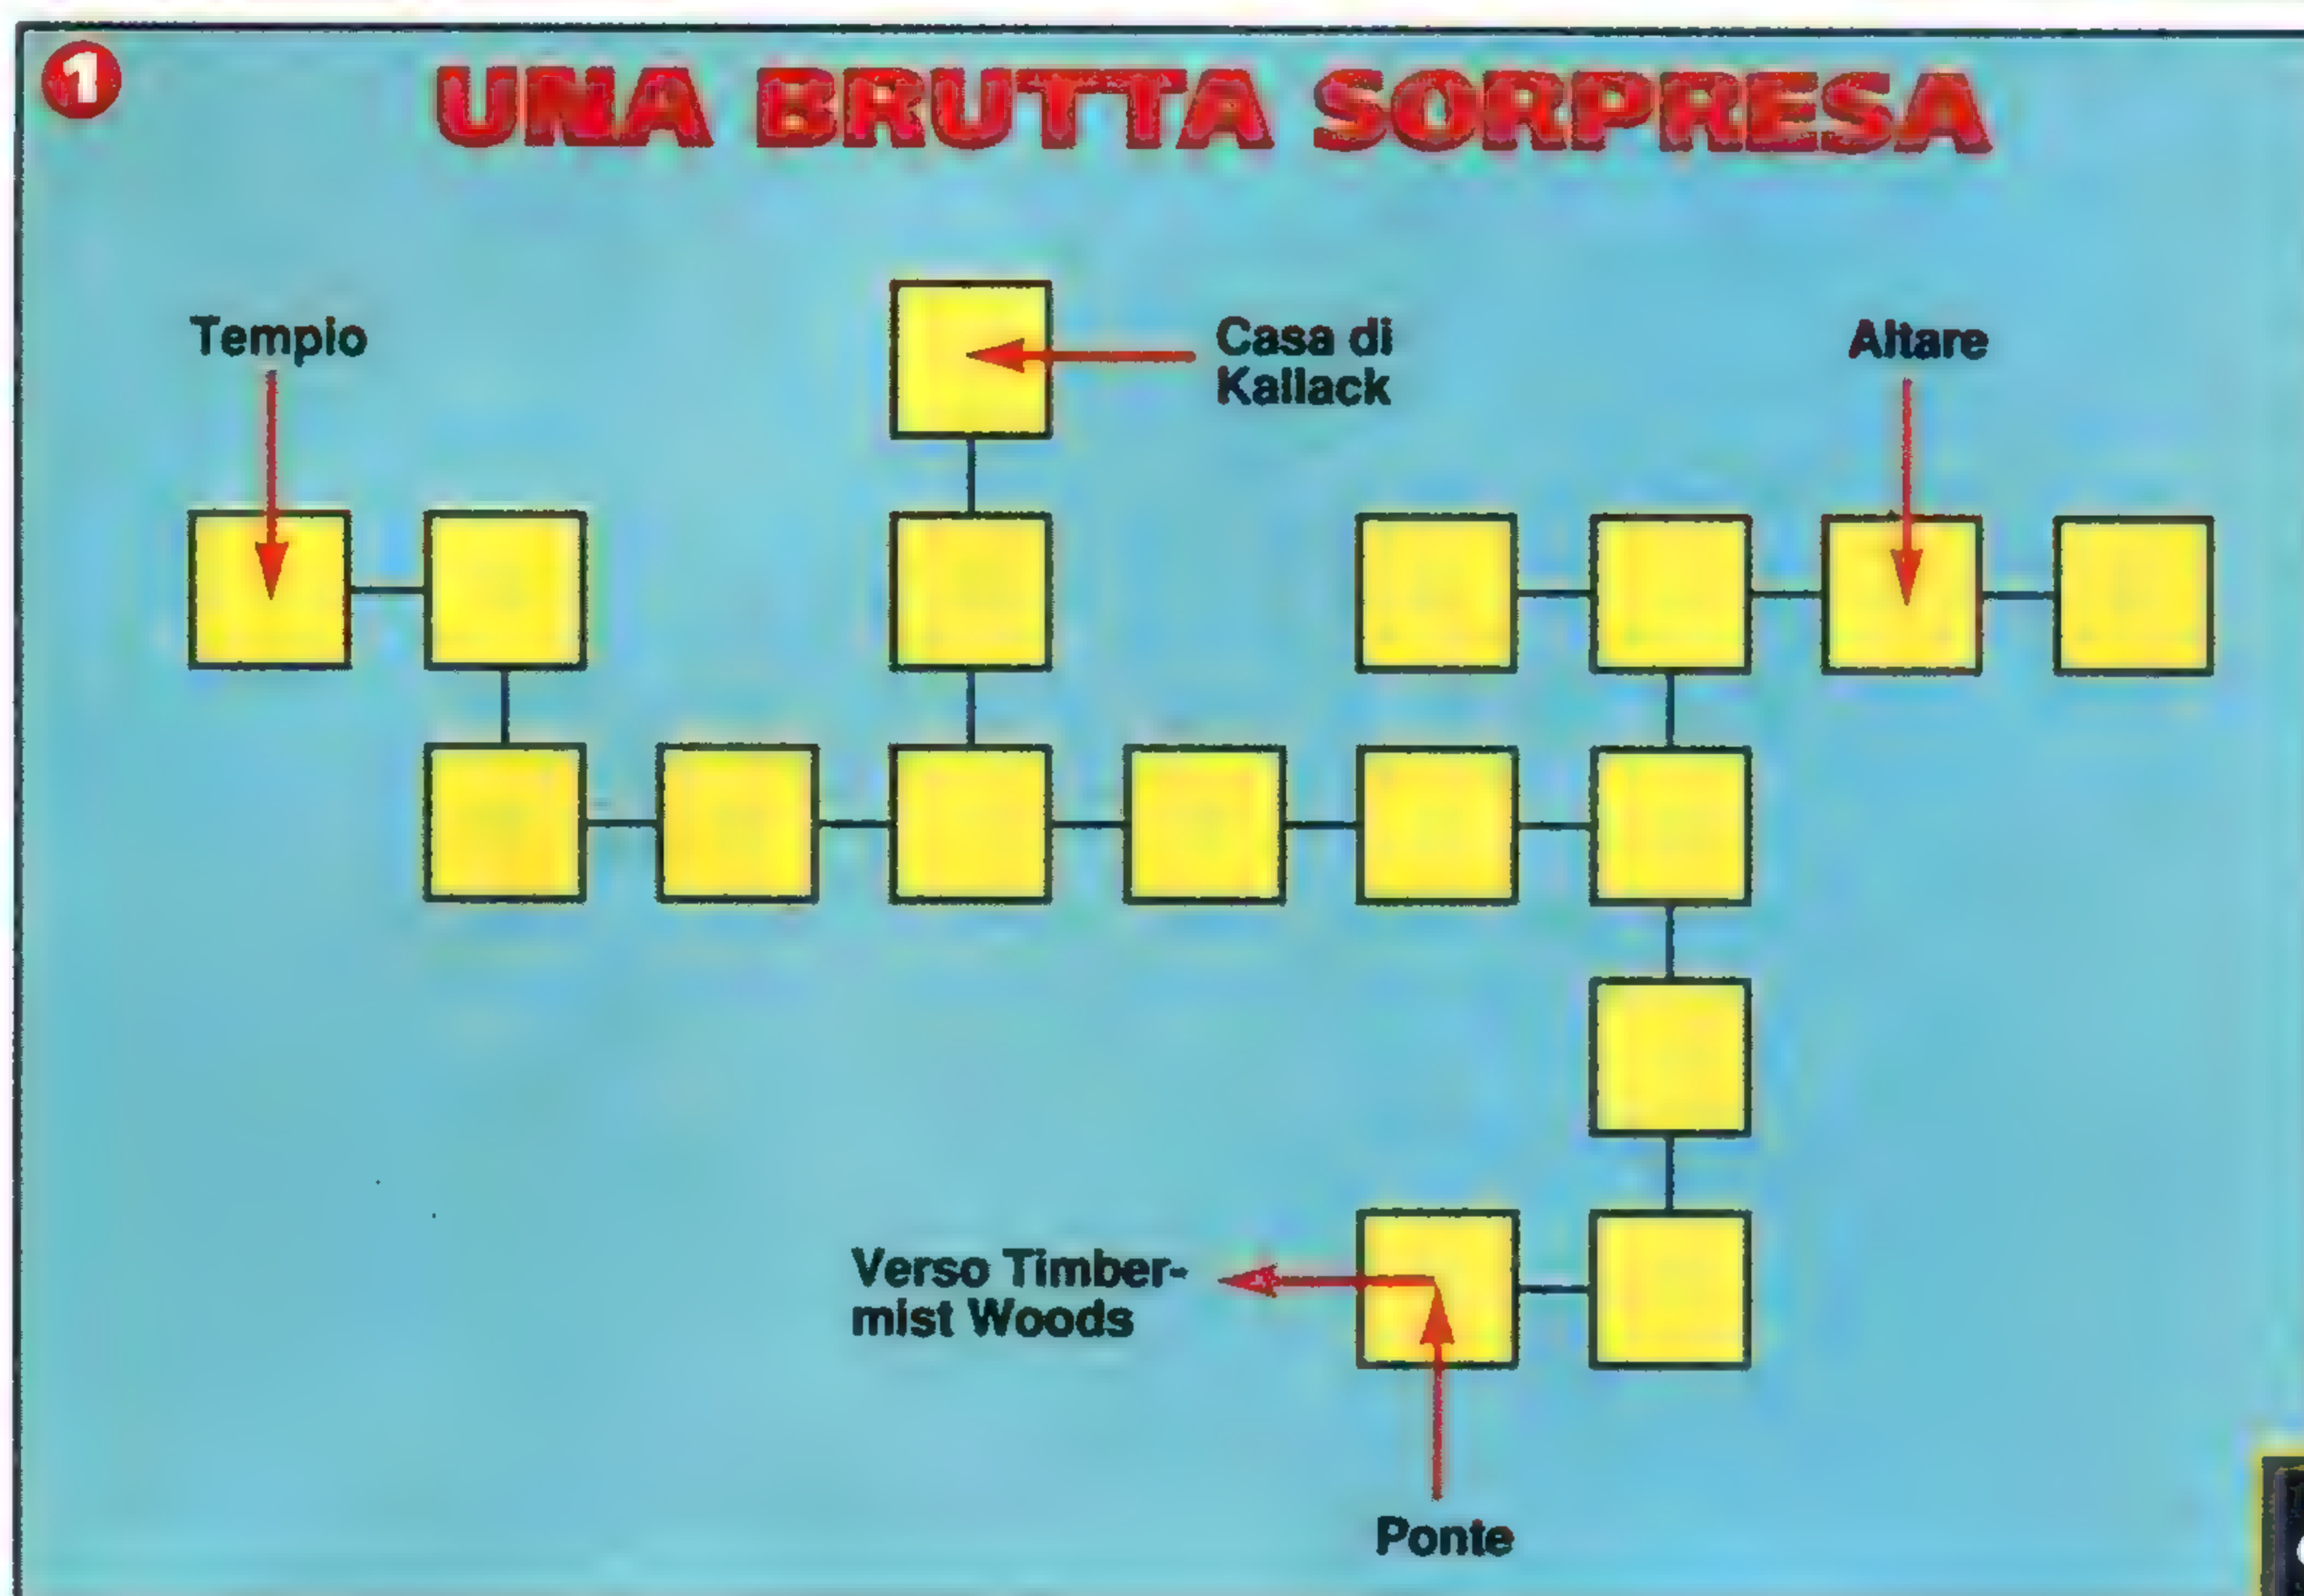 1
UNA BRUTTA SORPRESA
Tempio
Casa di
Kallack
Altare
Verso Timber-
mist Woods
Ponte